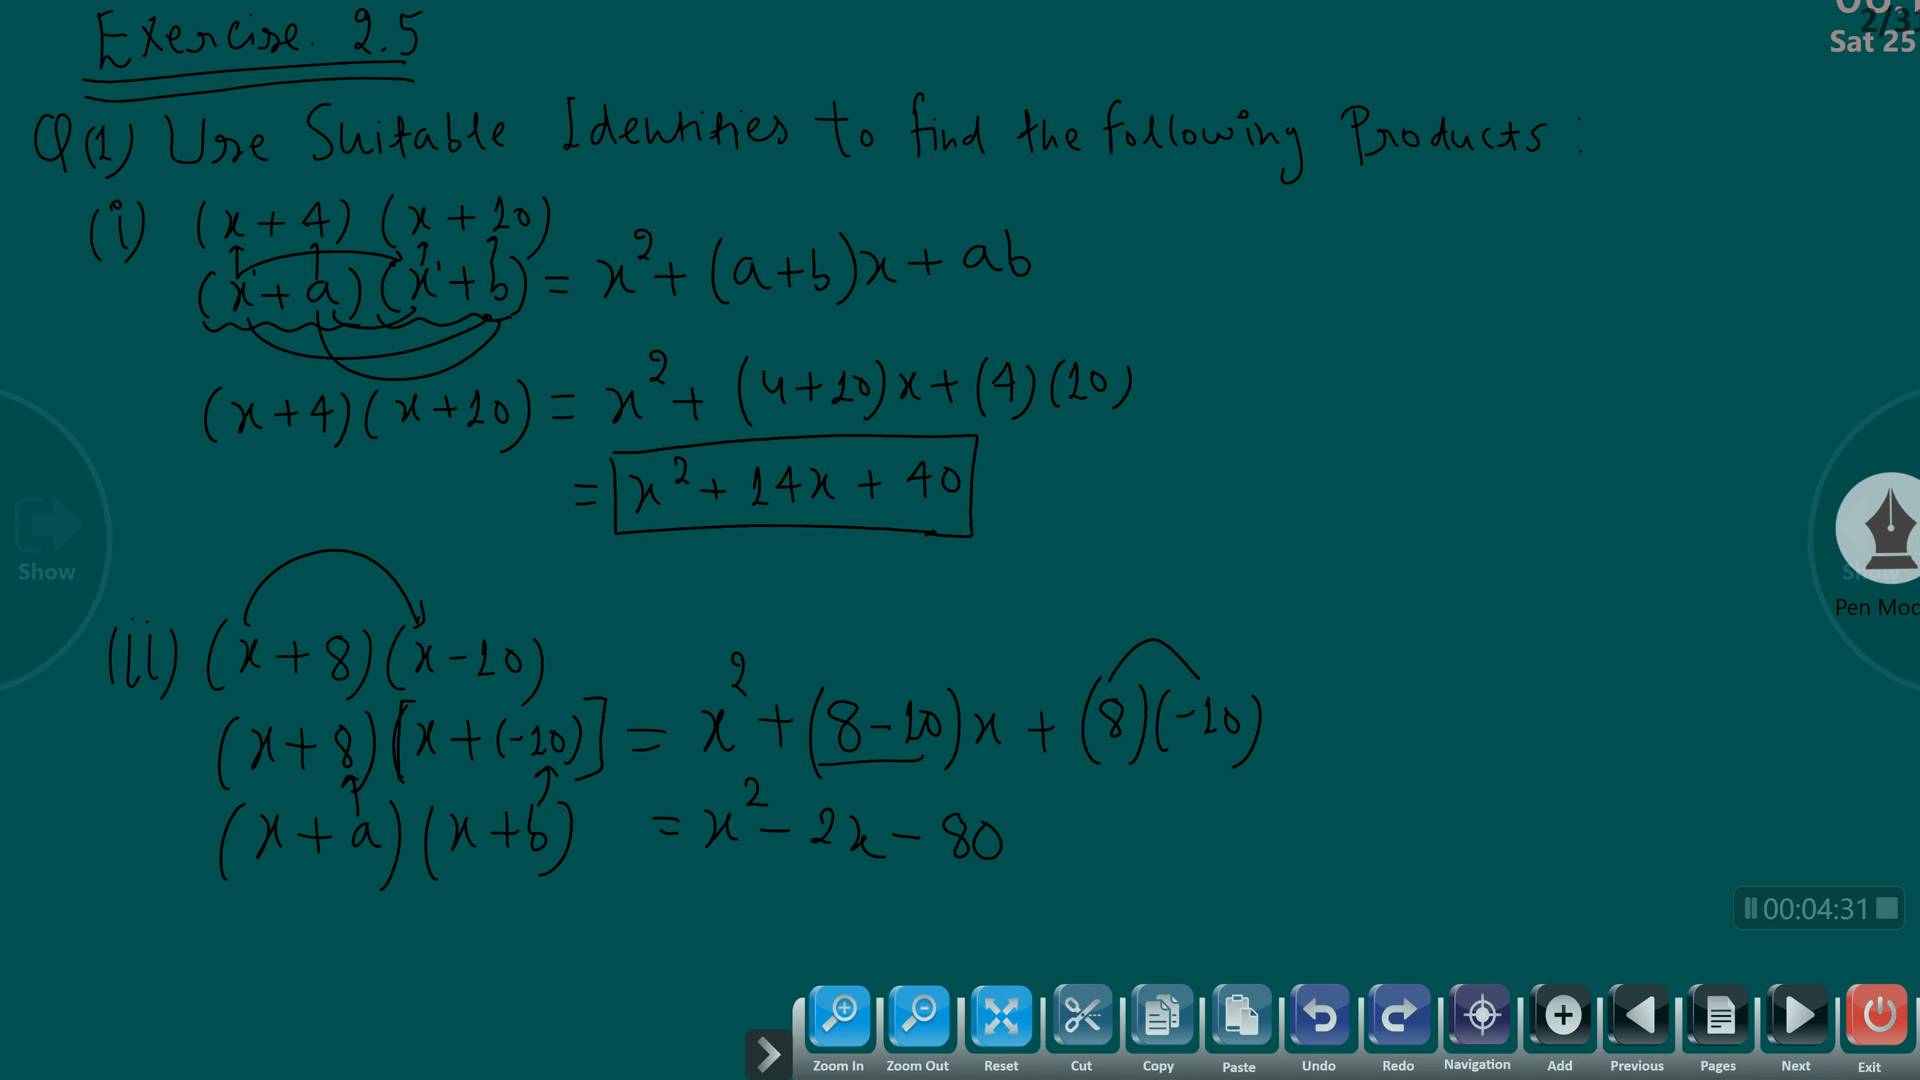 Exercise. 2.5
Sat 25
Q(1) Use Suitable Identities to find the following Products :
(i) (x+4)(x+10)
(x+a)(x+b) = x²+(a+b)x+ab
(x+4)(x+10) = x²+(4+10)x+(4)(10)
= x²+14x+40
Show
Pen Mod
(ii) (x+8)(x-10)
(x+8)[x+(-10)] = x²+(8-10)x+(8)(-10)
(x+a)(x+b) = x²-2x-80
00:04:31
Zoom In Zoom Out Reset Cut Copy Paste Undo Redo Navigation Add Previous Pages Next Exit